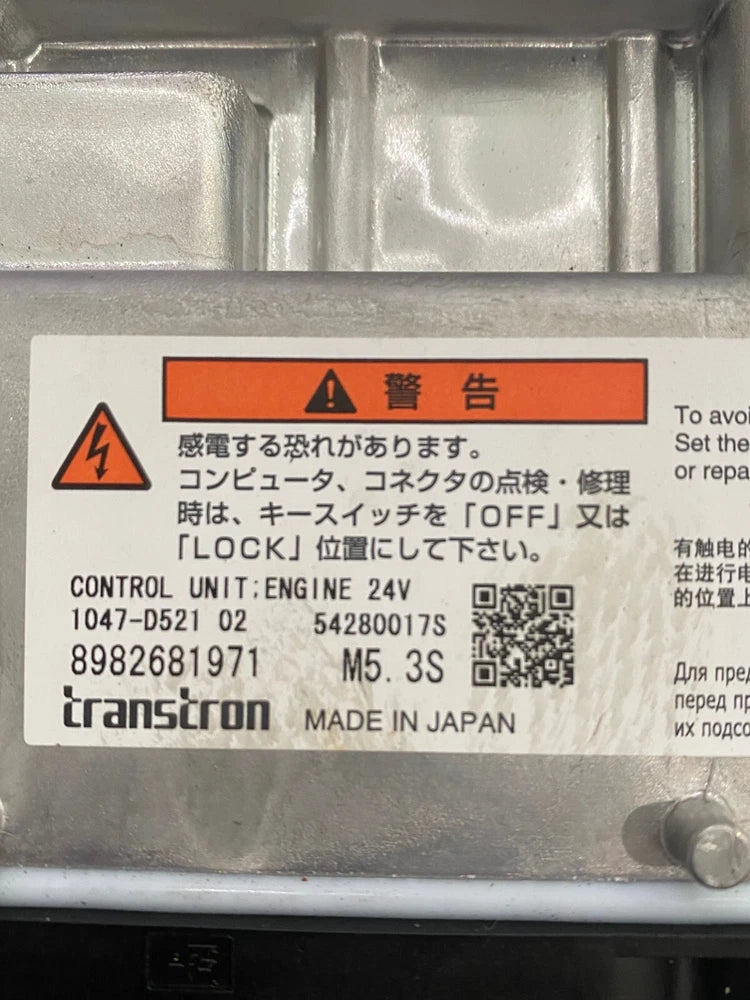 警告
感電する恐れがあります。
コンピュータ、コネクタの点検・修理
時は、キースイッチを「OFF」又は
「LOCK」位置にして下さい。
CONTROL UNIT;ENGINE 24V
1047-D521 02 54280017S
8982681971 M5.3S
transtron MADE IN JAPAN
To avoi
Set the
or repa
有触电的
在进行电
的位置上
Для пред
перед пр
их подсо